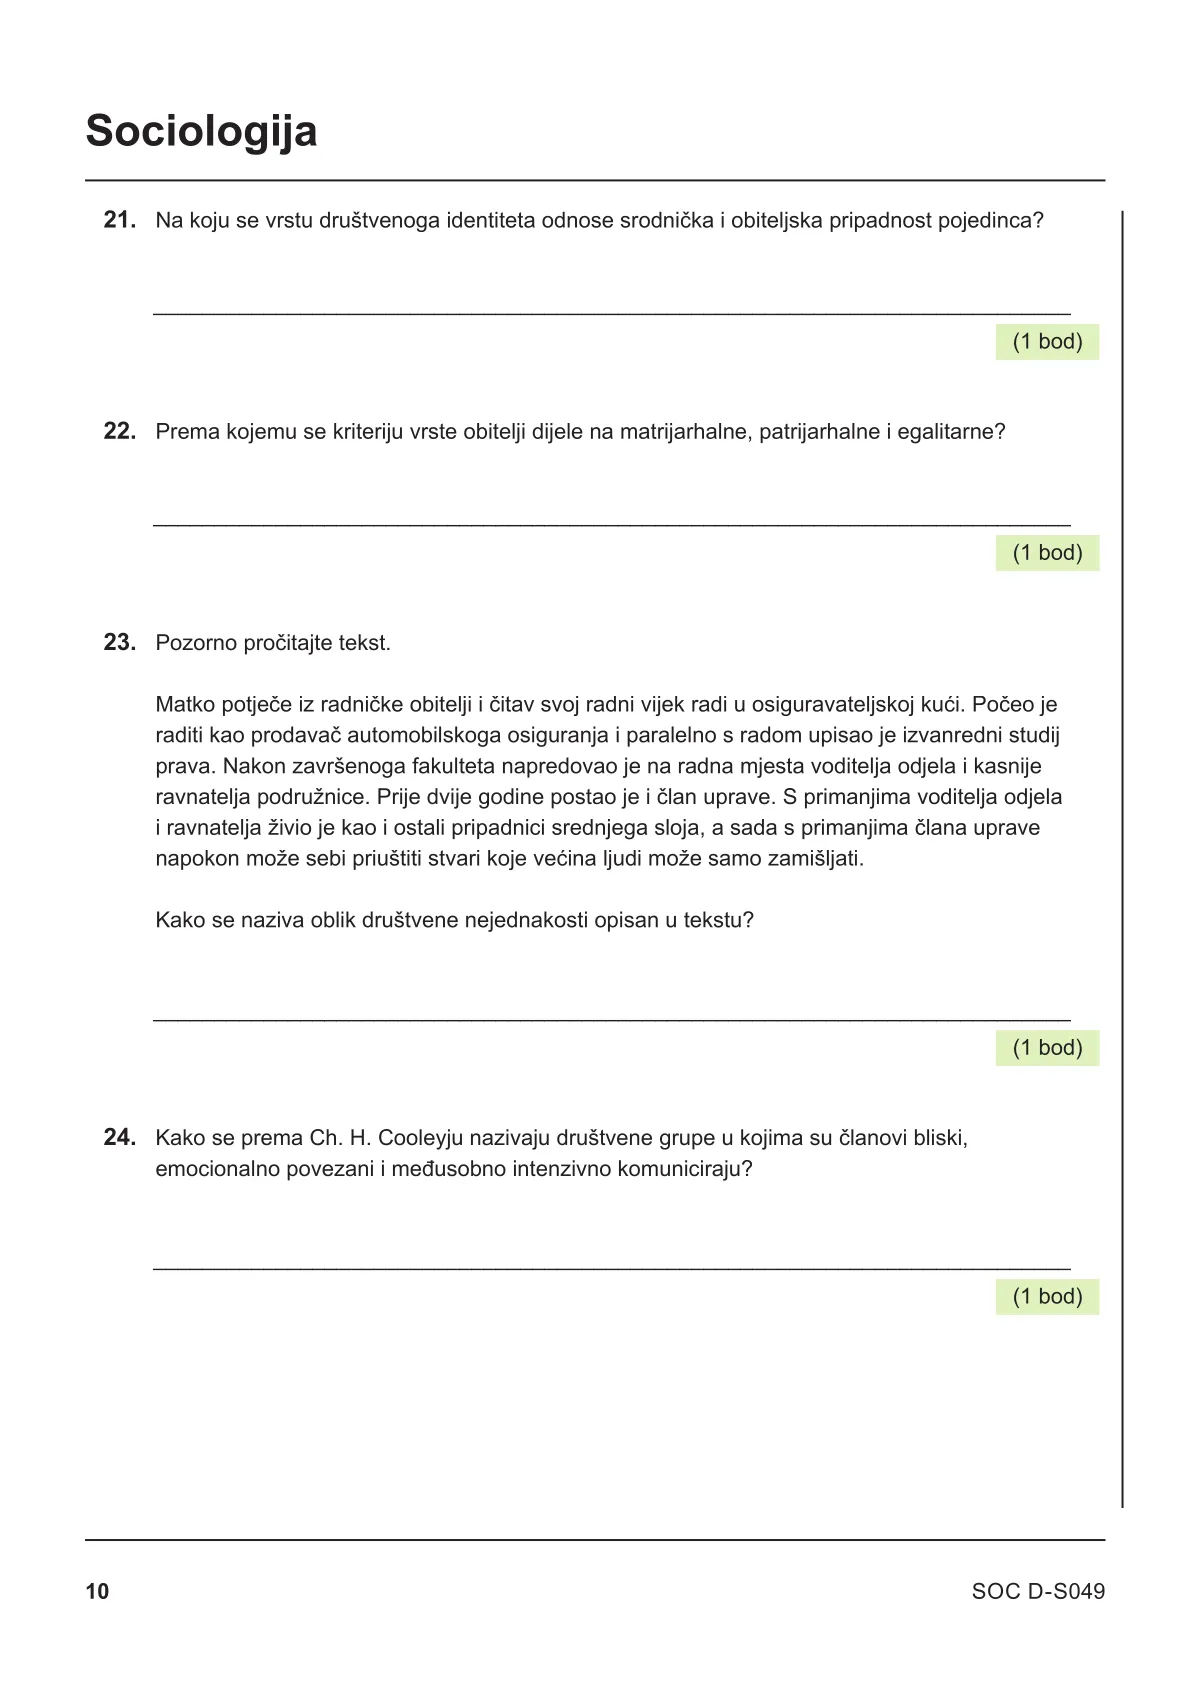 Sociologija
21. Na koju se vrstu društvenoga identiteta odnose srodnička i obiteljska pripadnost pojedinca?
(1 bod)
22. Prema kojemu se kriteriju vrste obitelji dijele na matrijarhalne, patrijarhalne i egalitarne?
(1 bod)
23. Pozorno pročitajte tekst.
Matko potječe iz radničke obitelji i čitav svoj radni vijek radi u osiguravateljskoj kući. Počeo je
raditi kao prodavač automobilskoga osiguranja i paralelno s radom upisao je izvanredni studij
prava. Nakon završenoga fakulteta napredovao je na radna mjesta voditelja odjela i kasnije
ravnatelja podružnice. Prije dvije godine postao je i član uprave. S primanjima voditelja odjela
i ravnatelja živio je kao i ostali pripadnici srednjega sloja, a sada s primanjima člana uprave
napokon može sebi priuštiti stvari koje većina ljudi može samo zamišljati.
Kako se naziva oblik društvene nejednakosti opisan u tekstu?
(1 bod)
24. Kako se prema Ch. H. Cooleyju nazivaju društvene grupe u kojima su članovi bliski,
emocionalno povezani i međusobno intenzivno komuniciraju?
(1 bod)
10
SOC D-S049